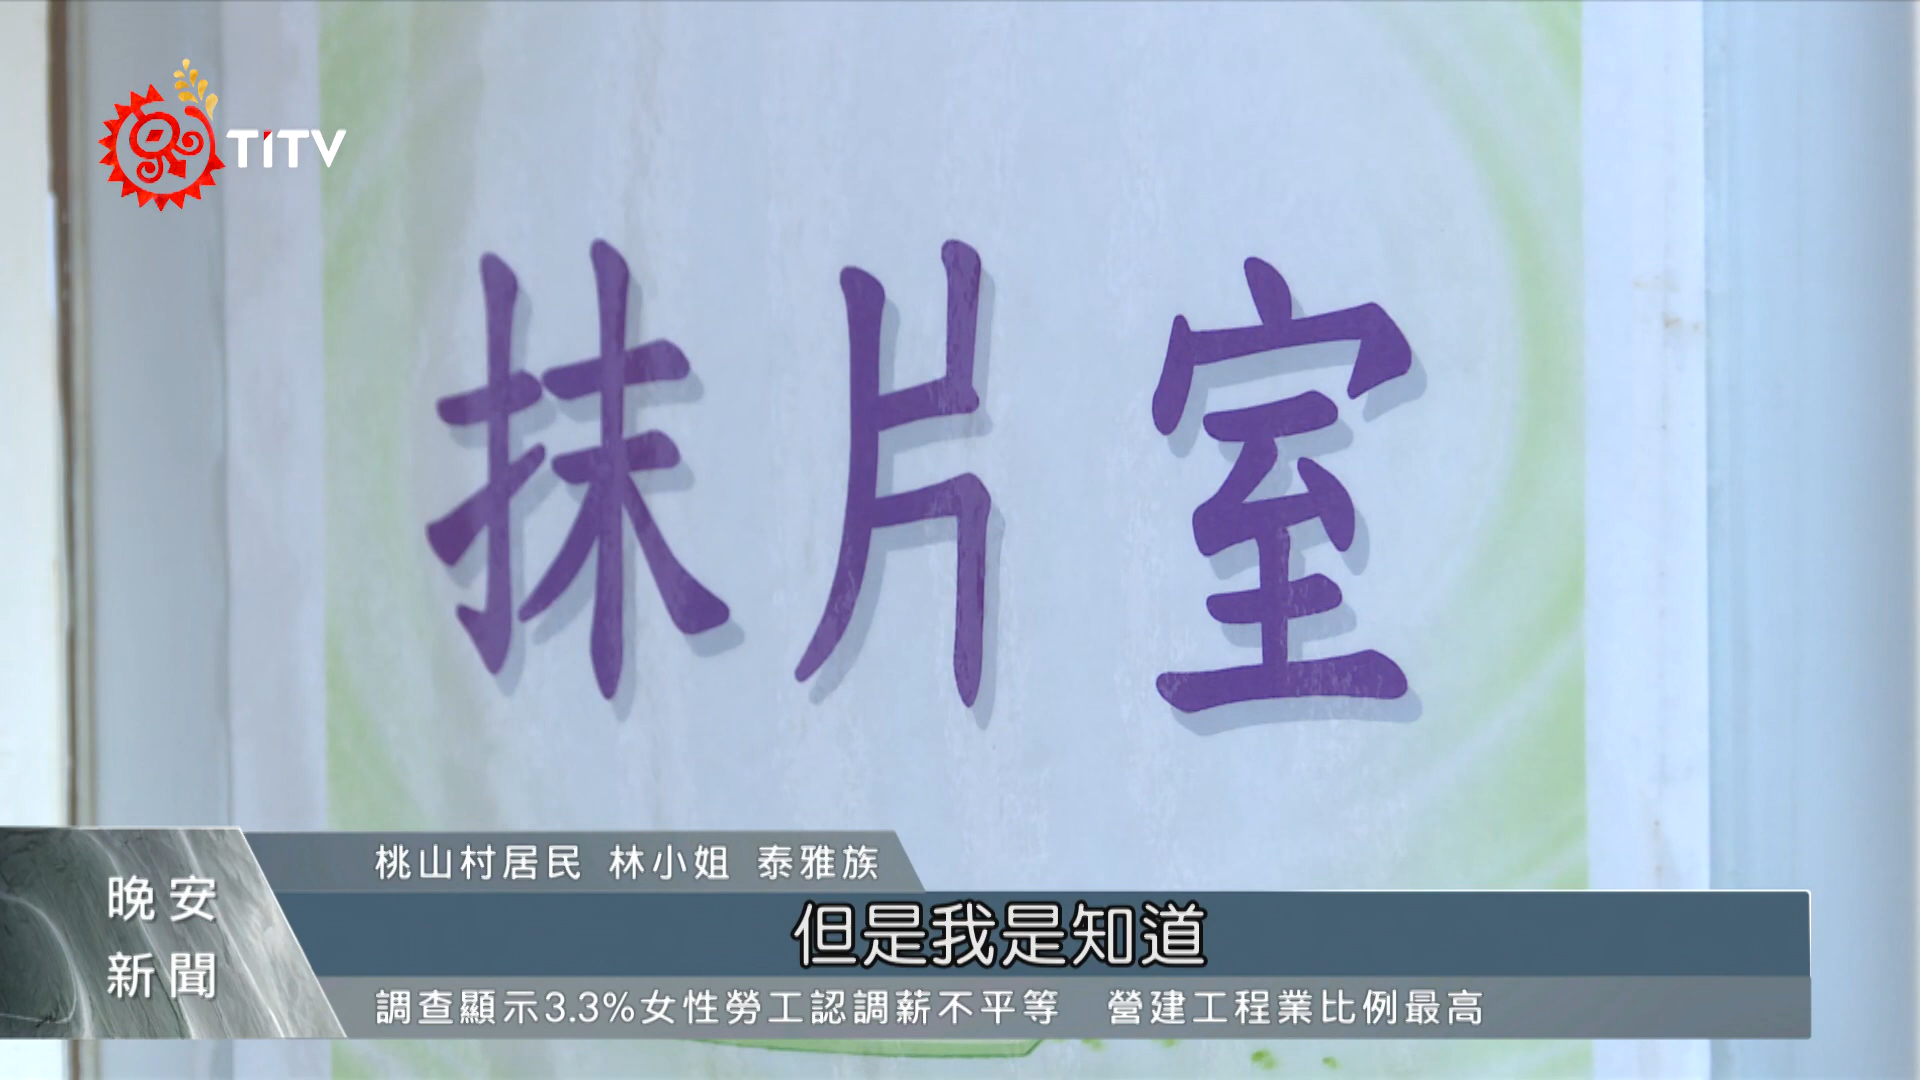 TiTV
抹片室
桃山村居民 林小姐 泰雅族
晚安
新聞
但是我是知道
調查顯示3.3%女性勞工認調薪不平等 營建工程業比例最高